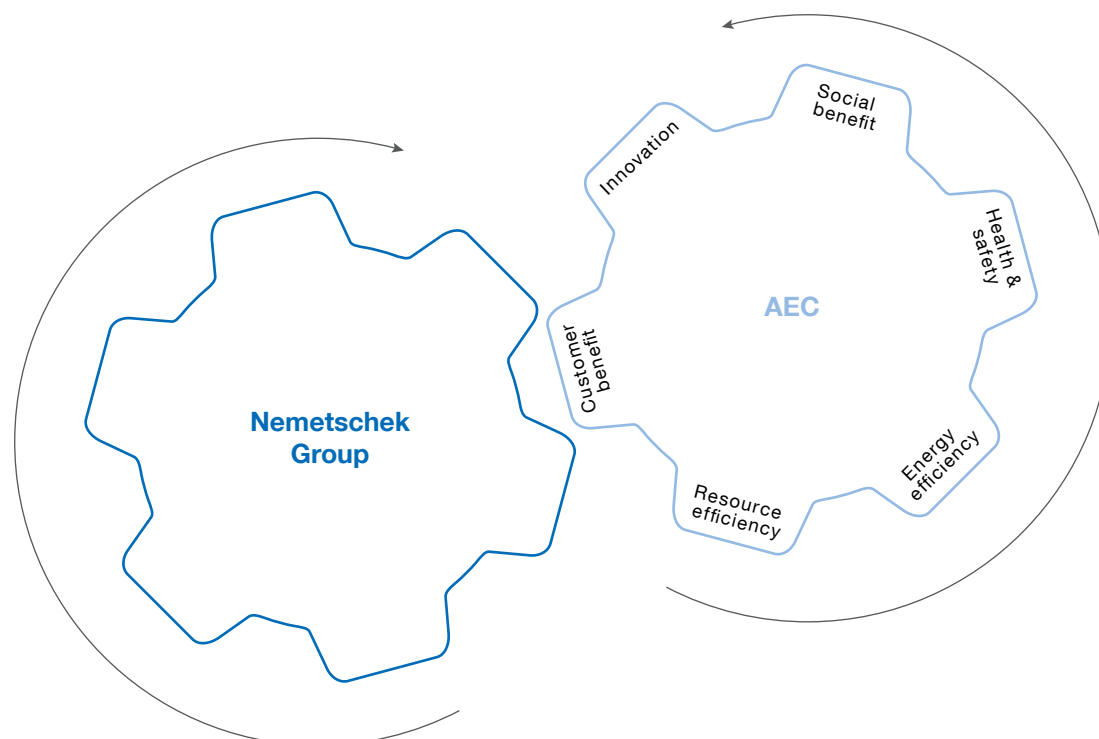 Nemetschek
Group
AEC
Innovation
Social
benefit
Health &
safety
Energy
efficiency
Resource
efficiency
Customer
benefit